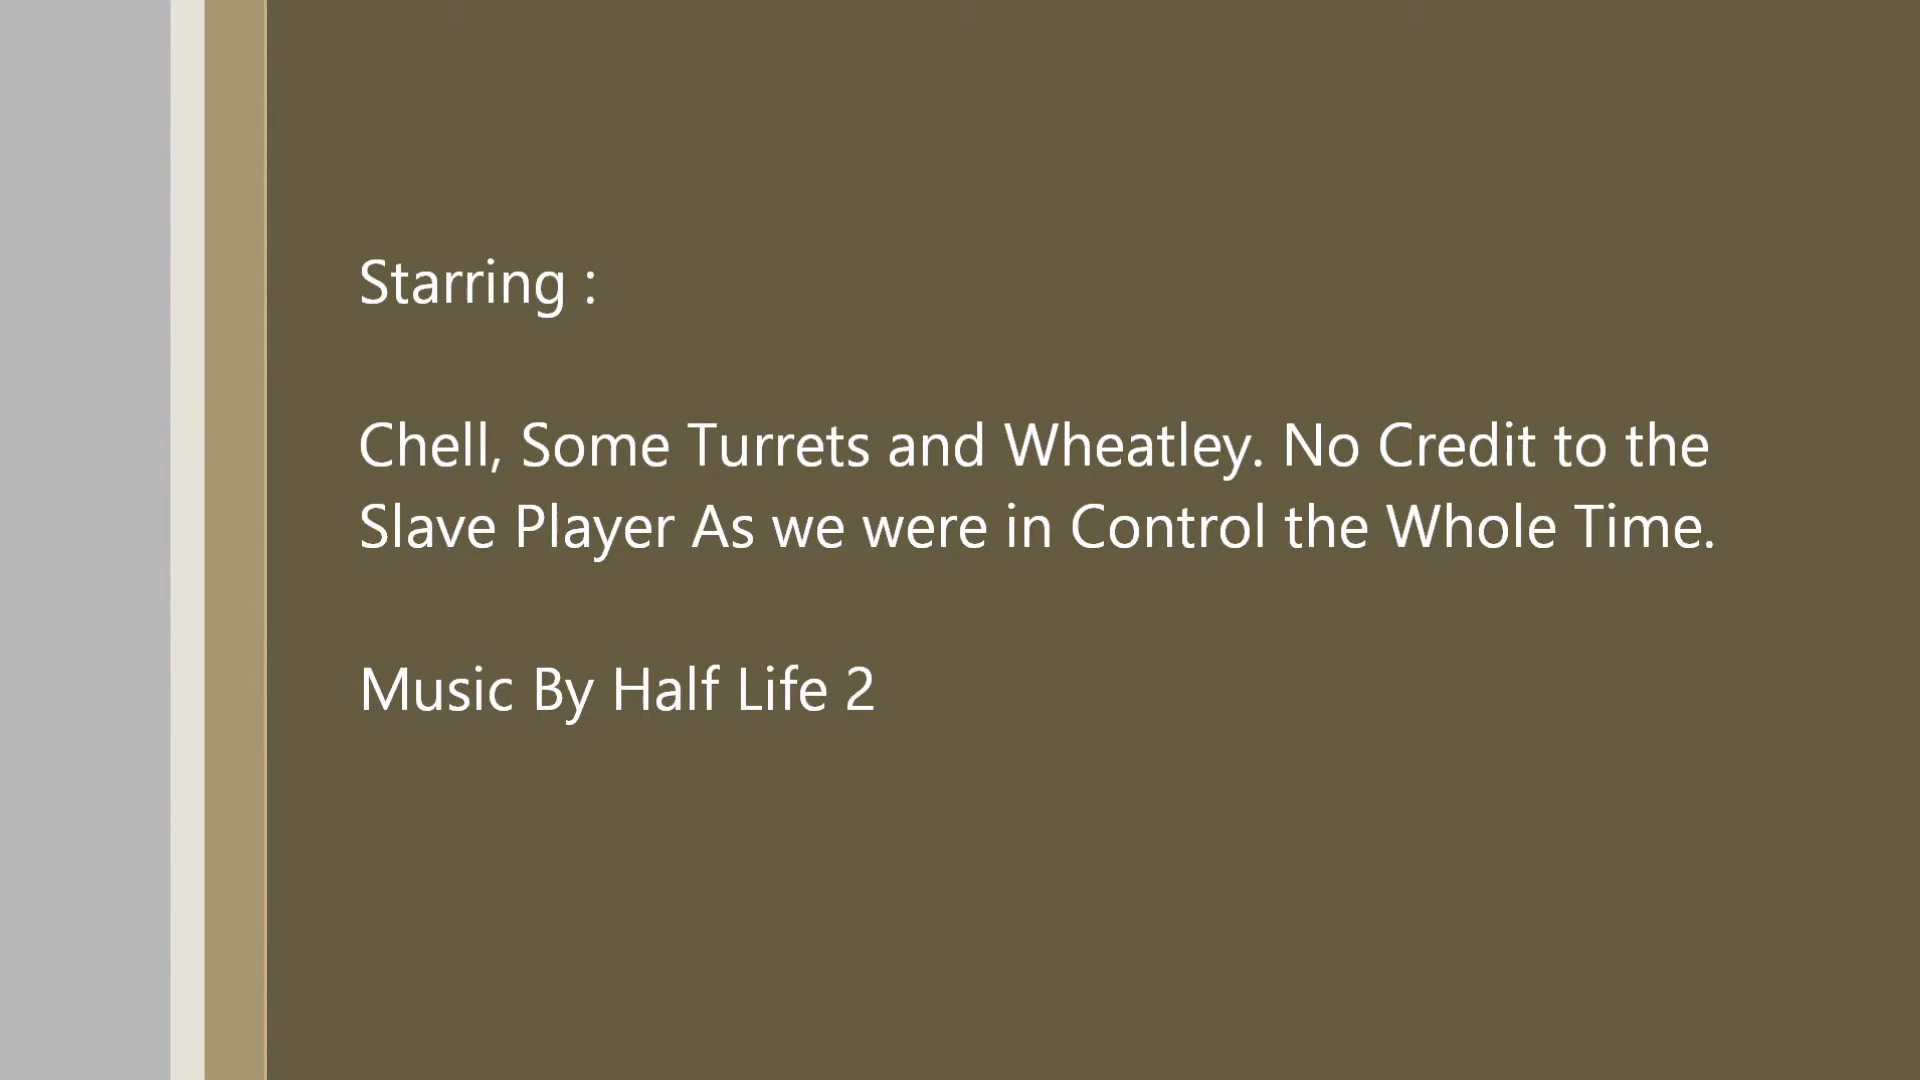 Starring :
Chell, Some Turrets and Wheatley. No Credit to the
Slave Player As we were in Control the Whole Time.
Music By Half Life 2